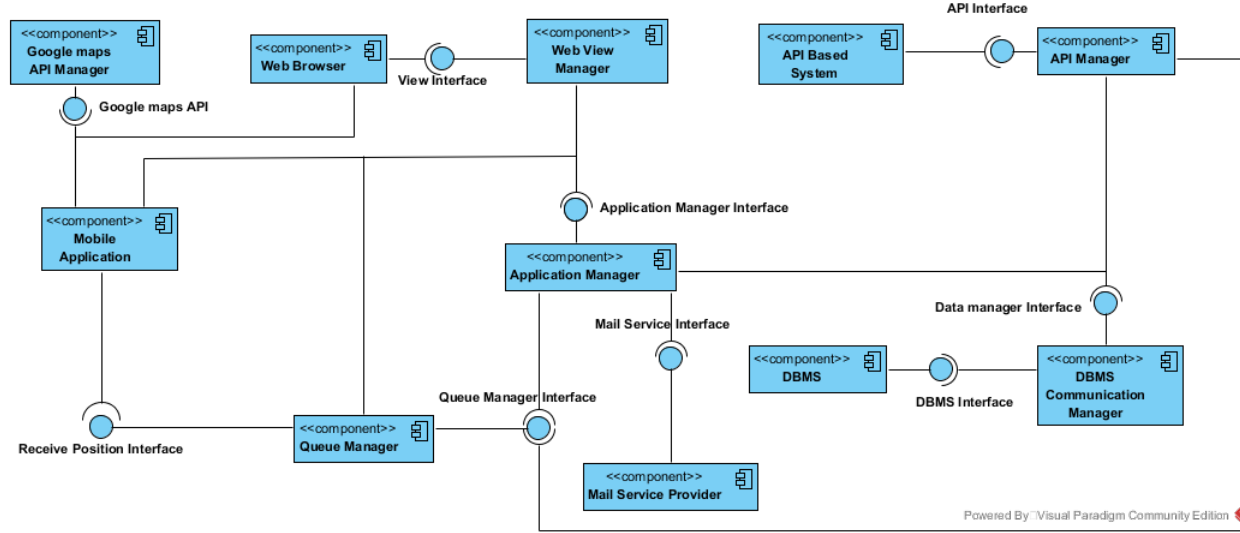 API Interface
<<component>>
Google maps
API Manager
<<component>>
Web Browser
View Interface
<<component>>
Web View
Manager
<<component>>
API Based
System
<<component>>
API Manager
Google maps API
<<component>>
Mobile
Application
Application Manager Interface
<<component>>
Application Manager
Data manager Interface
Mail Service Interface
<<component>>
DBMS
DBMS Interface
<<component>>
DBMS
Communication
Manager
Queue Manager Interface
Receive Position Interface
<<component>>
Queue Manager
<<component>>
Mail Service Provider
Powered By Visual Paradigm Community Edition